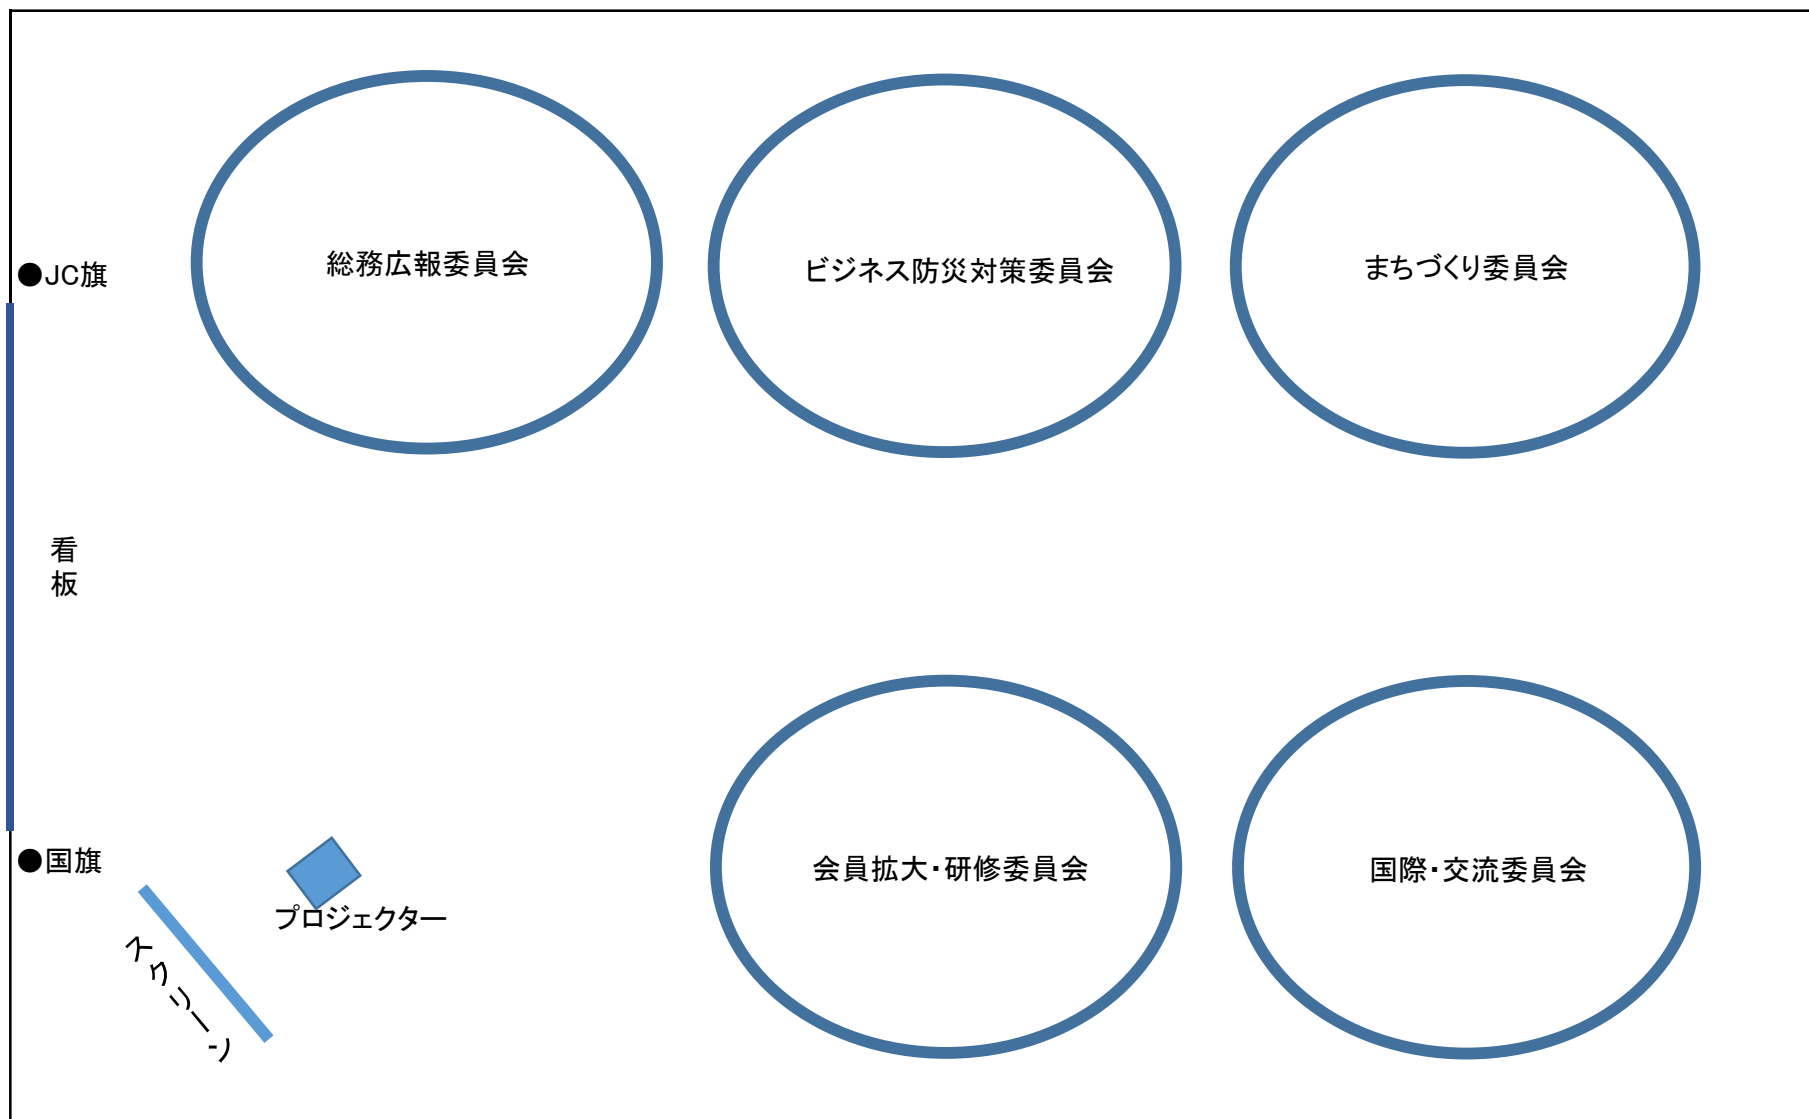 総務広報委員会
ビジネス防災対策委員会
まちづくり委員会
●JC旗
看
板
●国旗
プロジェクター
スクリーン
会員拡大・研修委員会
国際・交流委員会